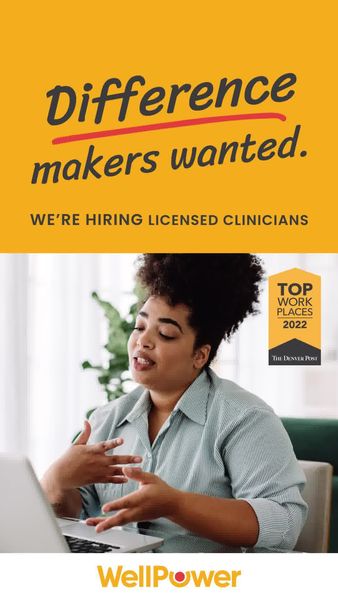 Difference
makers wanted.
WE'RE HIRING LICENSED CLINICIANS
TOP
WORK
PLACES
2022
THE DENVER POST
WellPower